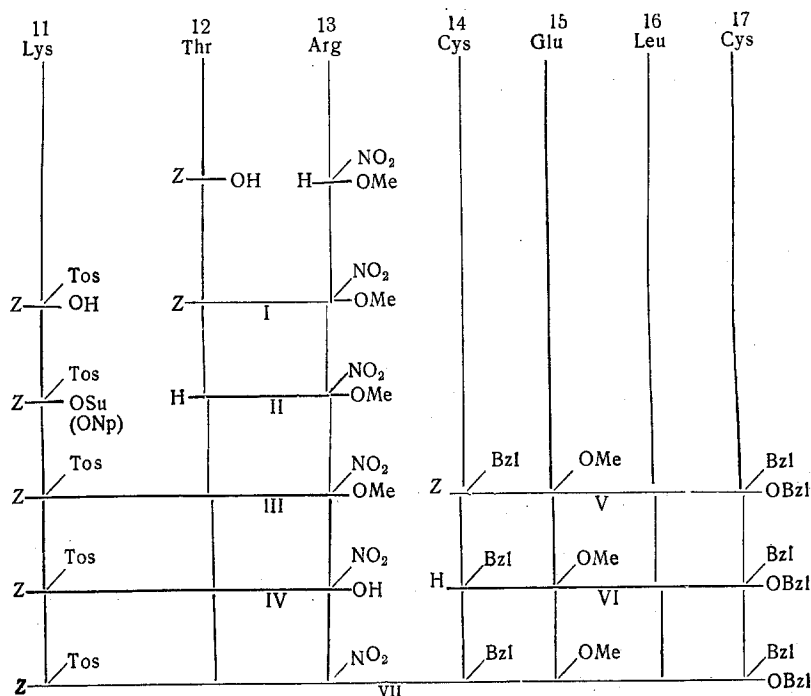 11 12 13 14 15 16 17
Lys Thr Arg Cys Glu Leu Cys
NO₂
Z OH H OMe
Tos NO₂
Z OH Z OMe
I
Tos NO₂
Z OSu H OMe
(ONp) II
Tos NO₂ Bzl OMe Bzl
Z OMe Z OBzl
III V
Tos NO₂ Bzl OMe Bzl
Z OH H OBzl
IV VI
Tos NO₂ Bzl OMe Bzl
Z OBzl
VII